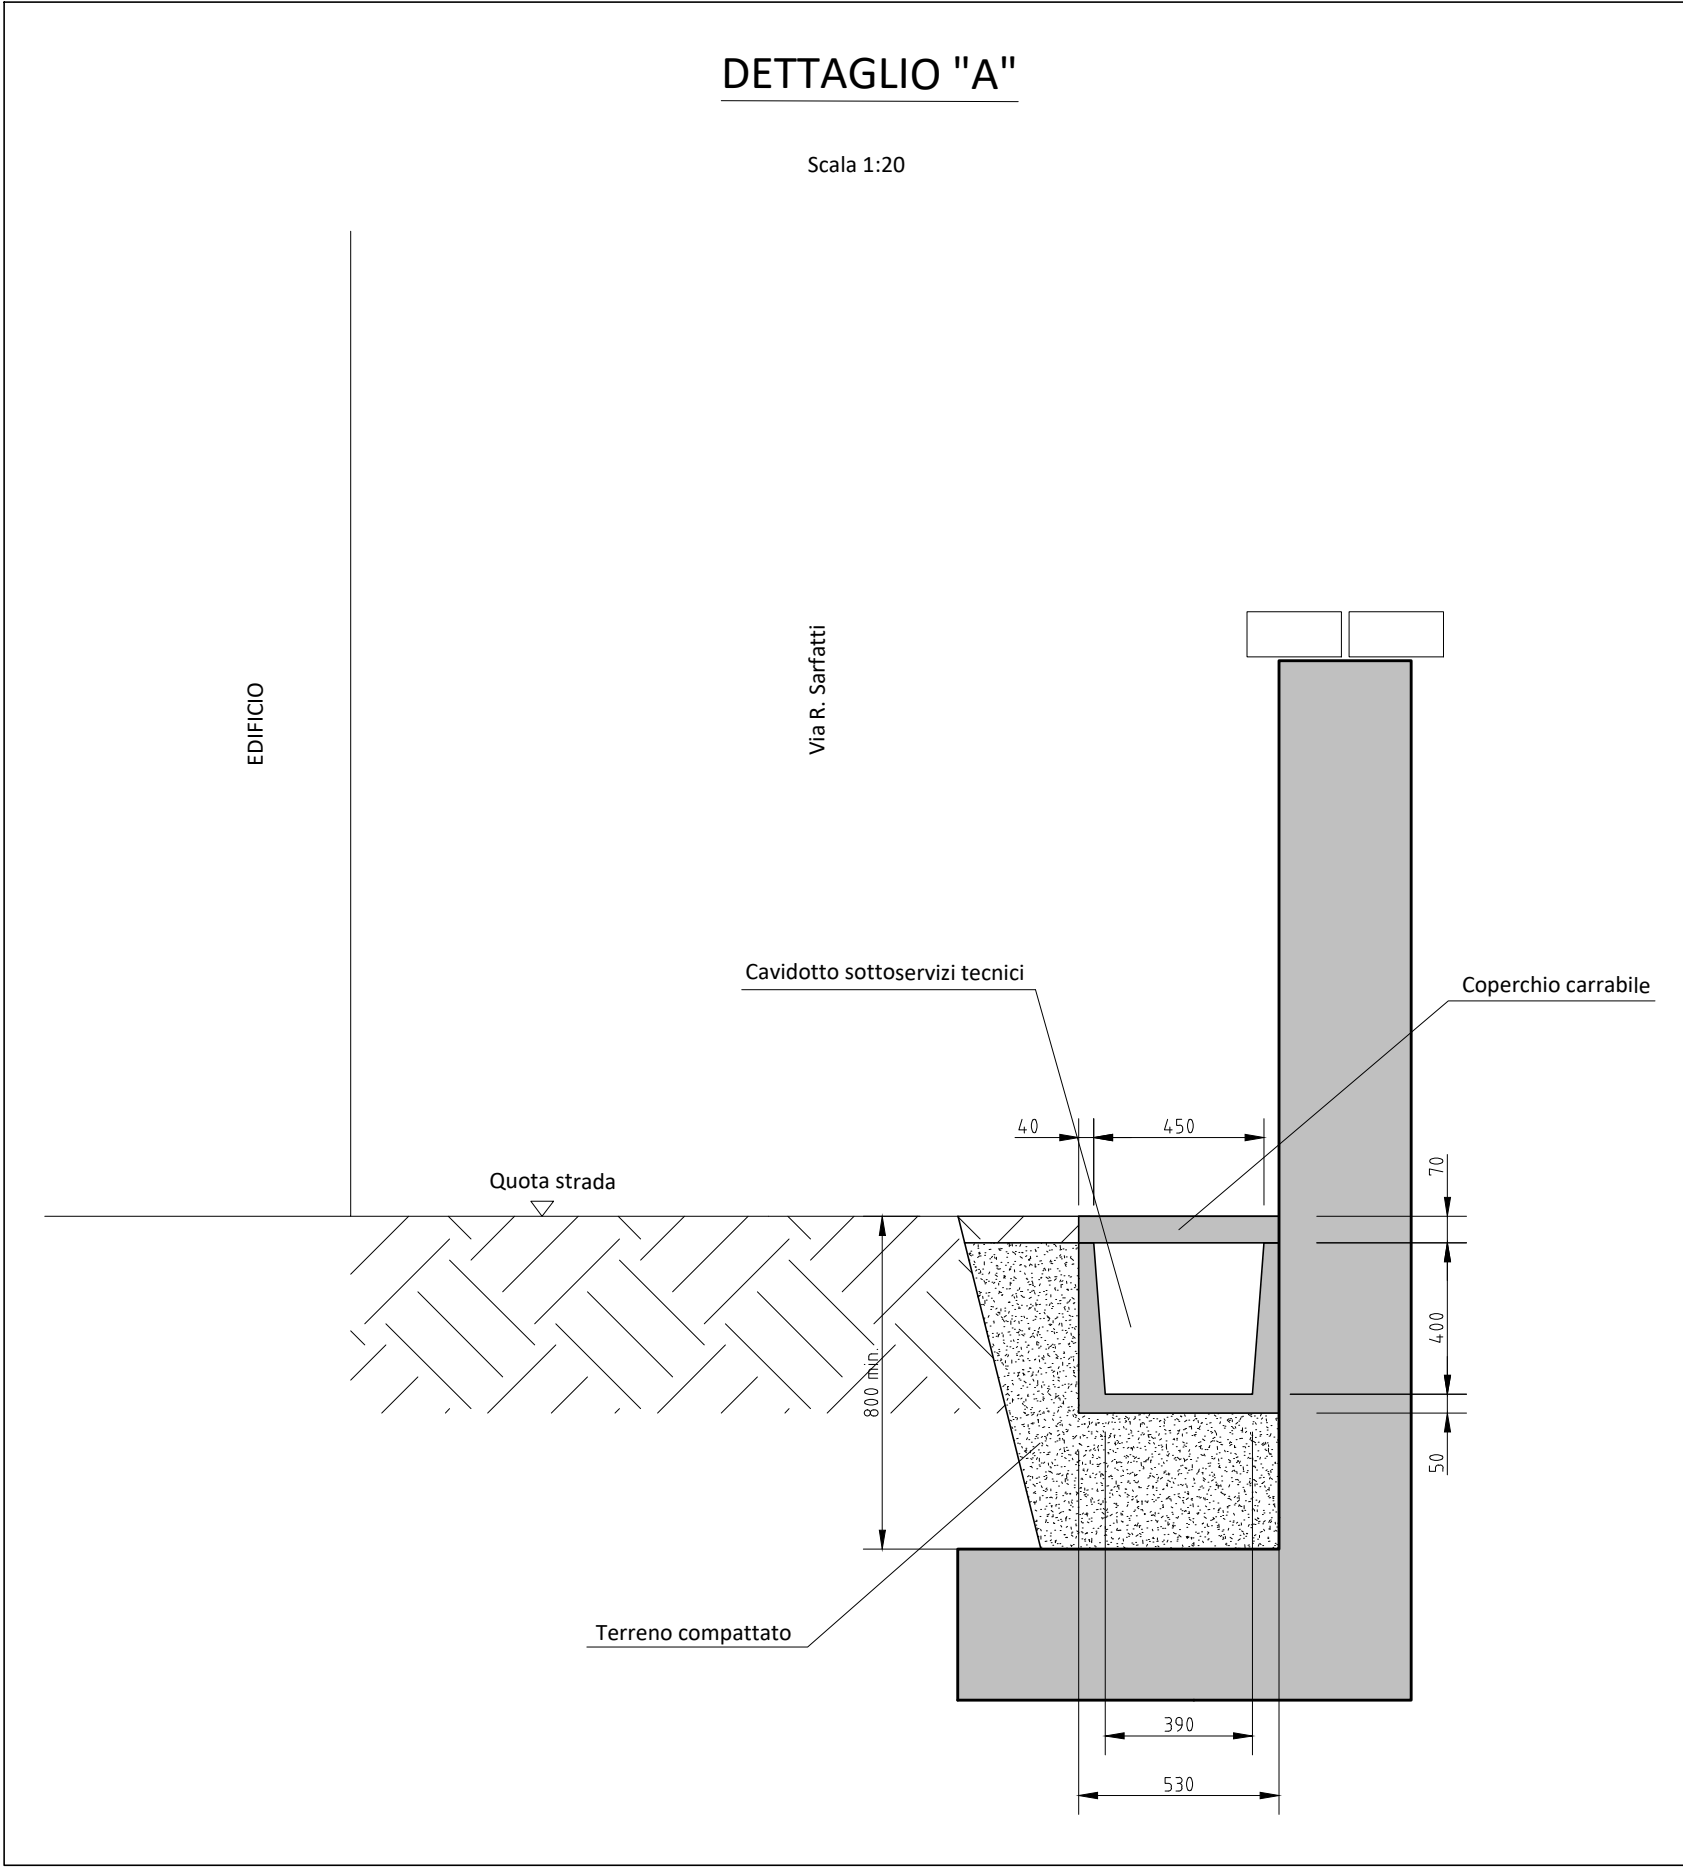 DETTAGLIO "A"
Scala 1:20
EDIFICIO
Via R. Sarfatti
Cavidotto sottoservizi tecnici
Coperchio carrabile
40
450
70
Quota strada
400
800 min.
50
Terreno compattato
390
530